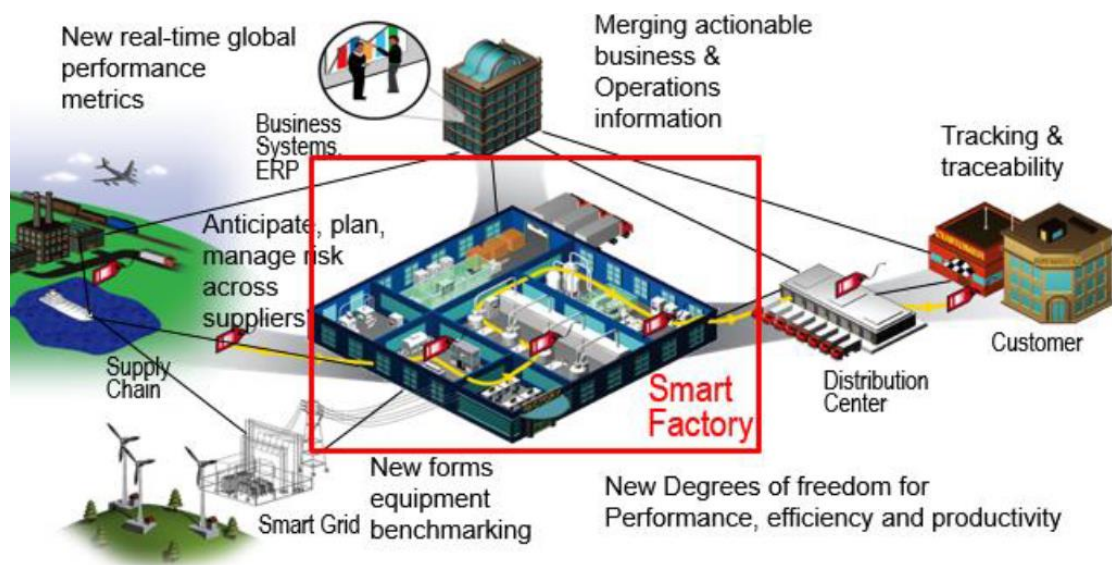 New real-time global
performance
metrics
Merging actionable
business &
Operations
information
Business
Systems,
ERP
Tracking &
traceability
Anticipate, plan,
manage risk
across
suppliers'
Supply
Chain
Smart
Factory
Distribution
Center
Customer
Smart Grid
New forms
equipment
benchmarking
New Degrees of freedom for
Performance, efficiency and productivity